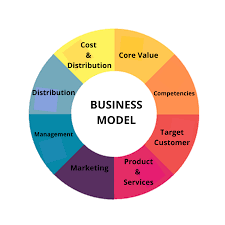 Cost
&
Distribution
Core Value
Distribution
Competencies
BUSINESS
MODEL
Management
Target
Customer
Marketing
Product
&
Services